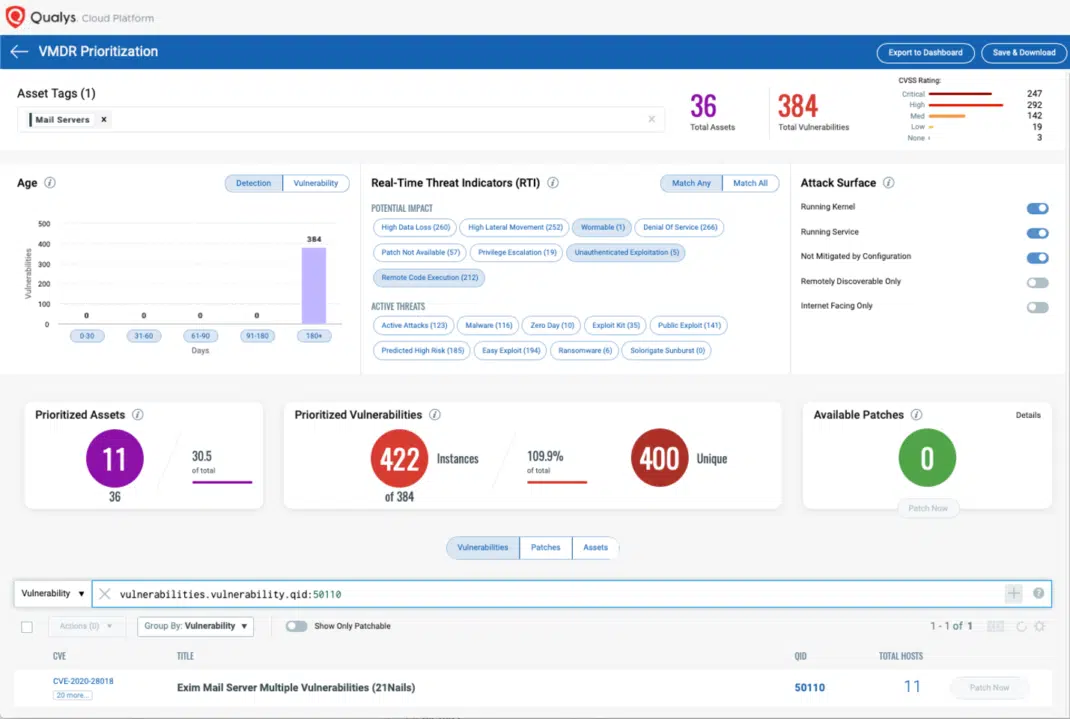 Qualys. Cloud Platform
VMDR Prioritization
Export to Dashboard
Save & Download
Asset Tags (1)
Mail Servers ×
36
Total Assets
384
Total Vulnerabilities
CVSS Rating:
Critical 247
High 292
Med 142
Low 19
None 3
Age
Detection Vulnerability
500
400
300
200
100
0
Vulnerabilities
0 0 0 0 384
0-30 31-60 61-90 91-180 180+
Days
Real-Time Threat Indicators (RTI)
Match Any Match All
POTENTIAL IMPACT
High Data Loss (260) High Lateral Movement (252) Wormable (1) Denial Of Service (266)
Patch Not Available (57) Privilege Escalation (19) Unauthenticated Exploitation (5)
Remote Code Execution (212)
ACTIVE THREATS
Active Attacks (123) Malware (116) Zero Day (10) Exploit Kit (35) Public Exploit (141)
Predicted High Risk (185) Easy Exploit (194) Ransomware (6) Solorigate Sunburst (0)
Attack Surface
Running Kernel
Running Service
Not Mitigated by Configuration
Remotely Discoverable Only
Internet Facing Only
Prioritized Assets
11
36
30.5
of total
Prioritized Vulnerabilities
422 Instances
of 384
109.9%
of total
400 Unique
Available Patches
Details
0
Patch Now
Vulnerabilities Patches Assets
Vulnerability
vulnerabilities.vulnerability.qid:50110
Actions (0)
Group By: Vulnerability
Show Only Patchable
1 - 1 of 1
CVE TITLE QID TOTAL HOSTS
CVE-2020-28018
20 more...
Exim Mail Server Multiple Vulnerabilities (21Nails)
50110
11
Patch Now